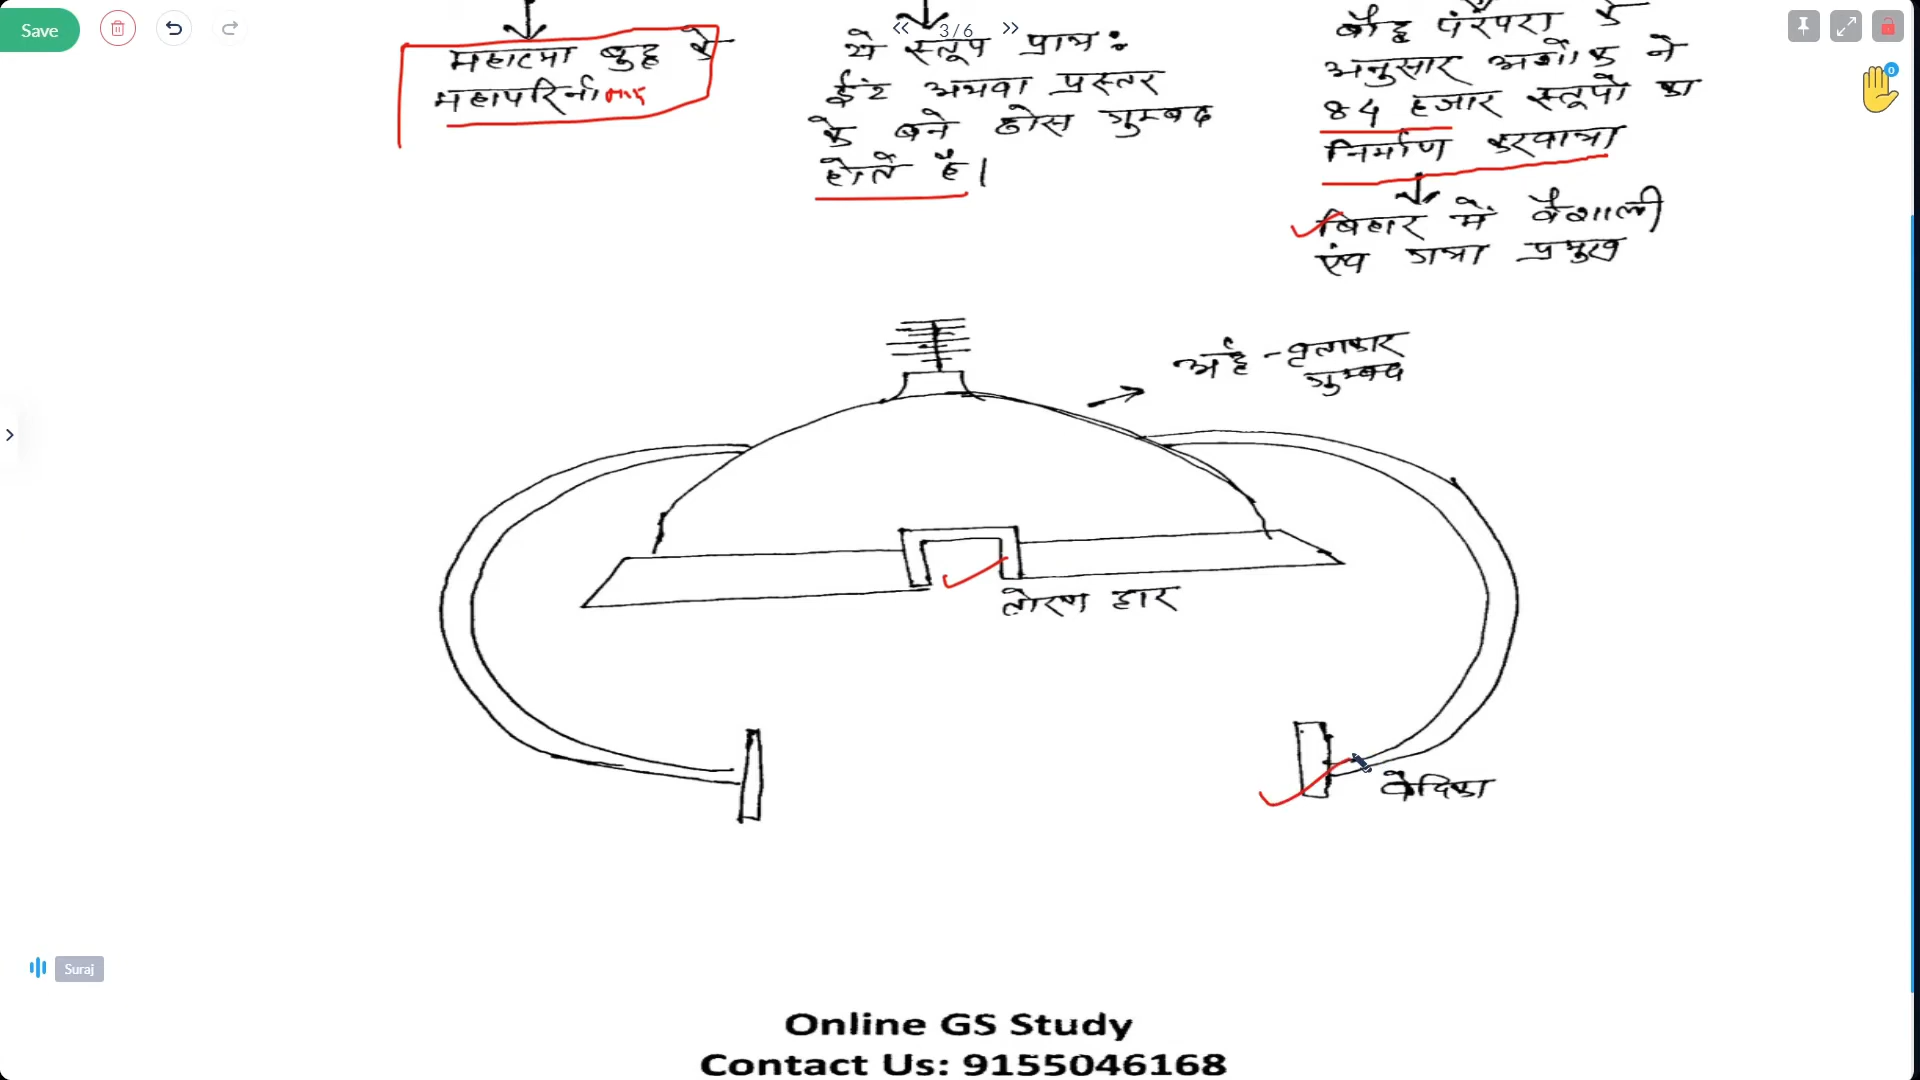 Save
3/6
0
महात्मा बुद्ध के
महापरिनिर्वाण
ये स्तूप प्रायः
ईंट अथवा प्रस्तर
के बने ठोस गुम्बद
होते है।
बौद्ध परंपरा के
अनुसार अशोक ने
84 हजार स्तूपों का
निर्माण करवाया
बिहार में वैशाली
एंव गया प्रमुख
अर्द्ध-वृताकार
गुम्बद
तोरण द्वार
वेदिका
Suraj
Online GS Study
Contact Us: 9155046168